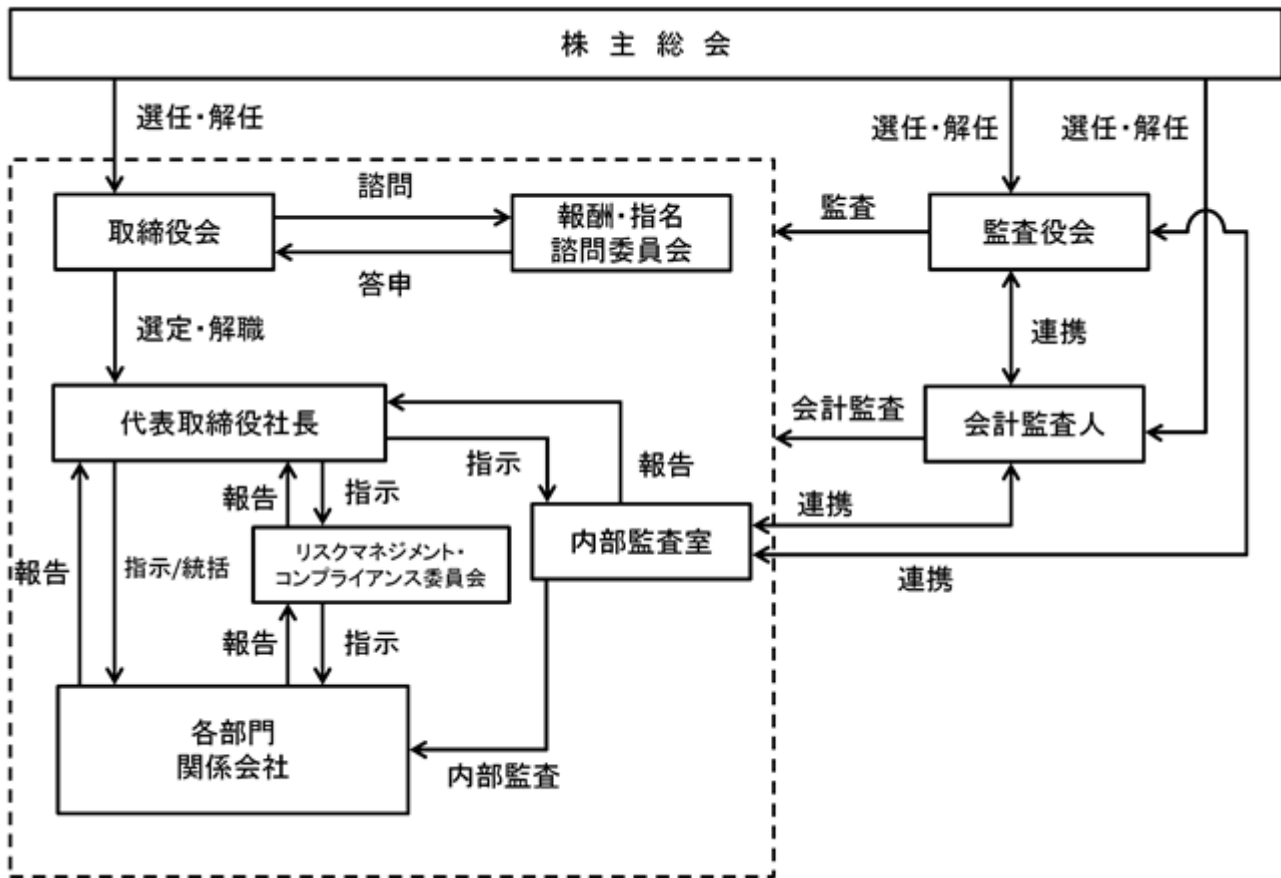 株 主 総 会
選任・解任
選任・解任
選任・解任
諮問
取締役会
報酬・指名
諮問委員会
監査
監査役会
答申
選定・解職
連携
代表取締役社長
会計監査
会計監査人
指示
報告
報告
指示
連携
内部監査室
リスクマネジメント・
コンプライアンス委員会
報告
指示/統括
連携
報告
指示
各部門
関係会社
内部監査